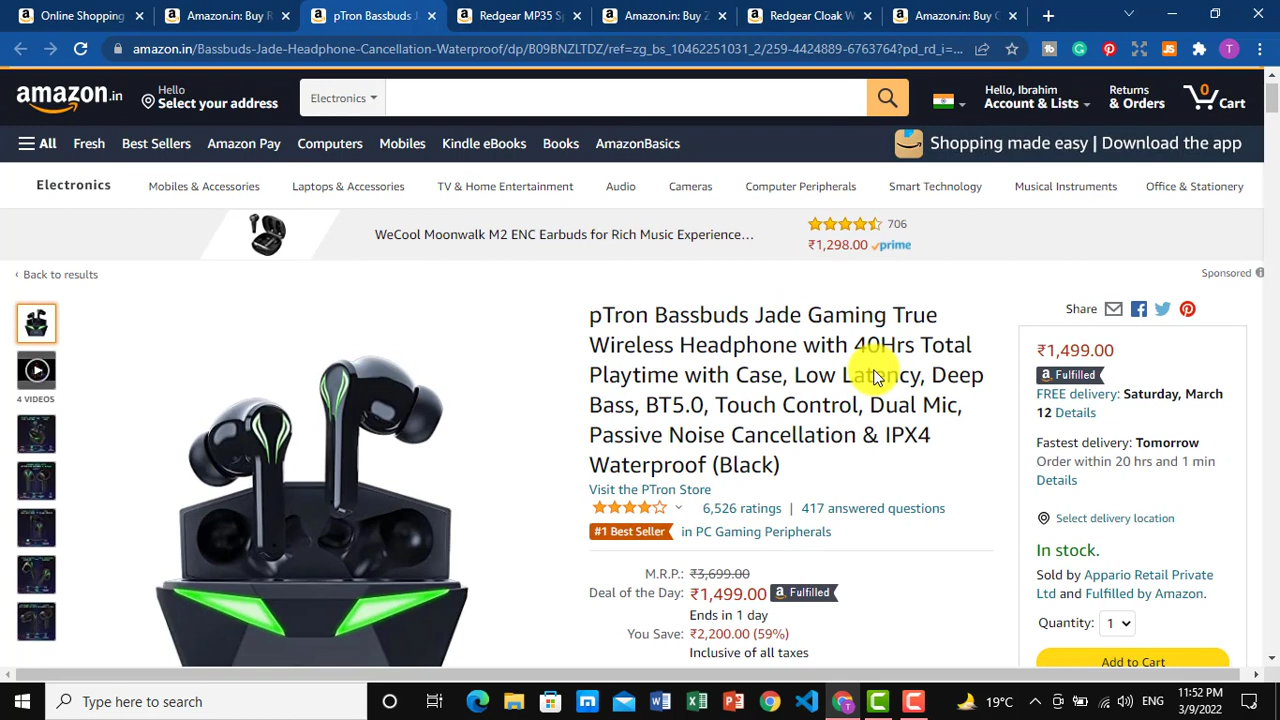 Online Shopping
Amazon.in: Buy R
pTron Bassbuds J
Redgear MP35 Sp
Amazon.in: Buy Z
Redgear Cloak W
Amazon.in: Buy C
amazon.in/Bassbuds-Jade-Headphone-Cancellation-Waterproof/dp/B09BNZLTDZ/ref=zg_bs_10462251031_2/259-4424889-6763764?pd_rd_i=...
amazon.in
Hello
Select your address
Electronics
Hello, Ibrahim
Account & Lists
Returns
& Orders
0
Cart
All
Fresh
Best Sellers
Amazon Pay
Computers
Mobiles
Kindle eBooks
Books
AmazonBasics
Shopping made easy | Download the app
Electronics
Mobiles & Accessories
Laptops & Accessories
TV & Home Entertainment
Audio
Cameras
Computer Peripherals
Smart Technology
Musical Instruments
Office & Stationery
WeCool Moonwalk M2 ENC Earbuds for Rich Music Experience…
706
₹1,298.00 prime
‹ Back to results
Sponsored
4 VIDEOS
pTron Bassbuds Jade Gaming True
Wireless Headphone with 40Hrs Total
Playtime with Case, Low Latency, Deep
Bass, BT5.0, Touch Control, Dual Mic,
Passive Noise Cancellation & IPX4
Waterproof (Black)
Visit the PTron Store
6,526 ratings | 417 answered questions
#1 Best Seller in PC Gaming Peripherals
M.R.P.: ₹3,699.00
Deal of the Day: ₹1,499.00 a Fulfilled
Ends in 1 day
You Save: ₹2,200.00 (59%)
Inclusive of all taxes
Share
₹1,499.00
a Fulfilled
FREE delivery: Saturday, March
12 Details
Fastest delivery: Tomorrow
Order within 20 hrs and 1 min
Details
Select delivery location
In stock.
Sold by Appario Retail Private
Ltd and Fulfilled by Amazon.
Quantity: 1
Add to Cart
Type here to search
19°C
ENG
11:52 PM
3/9/2022